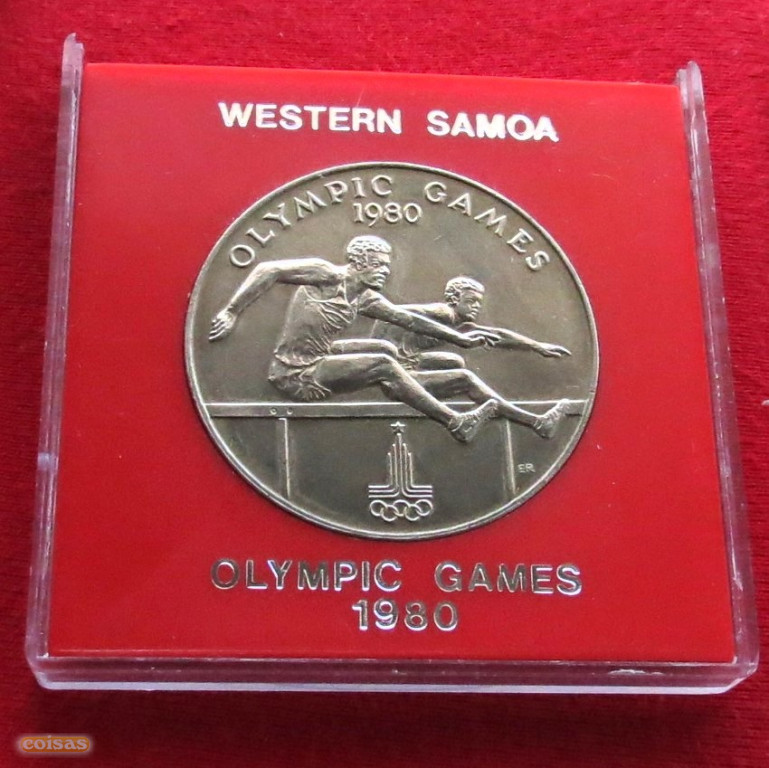 WESTERN SAMOA
OLYMPIC GAMES
1980
ER
OLYMPIC GAMES
1980
coisas